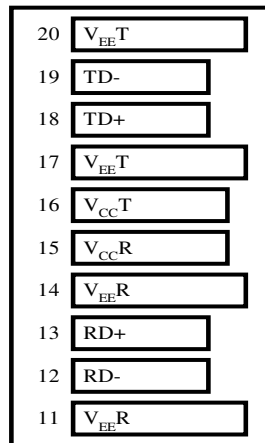 20 VEET
19 TD-
18 TD+
17 VEET
16 VCCT
15 VCCR
14 VEER
13 RD+
12 RD-
11 VEER